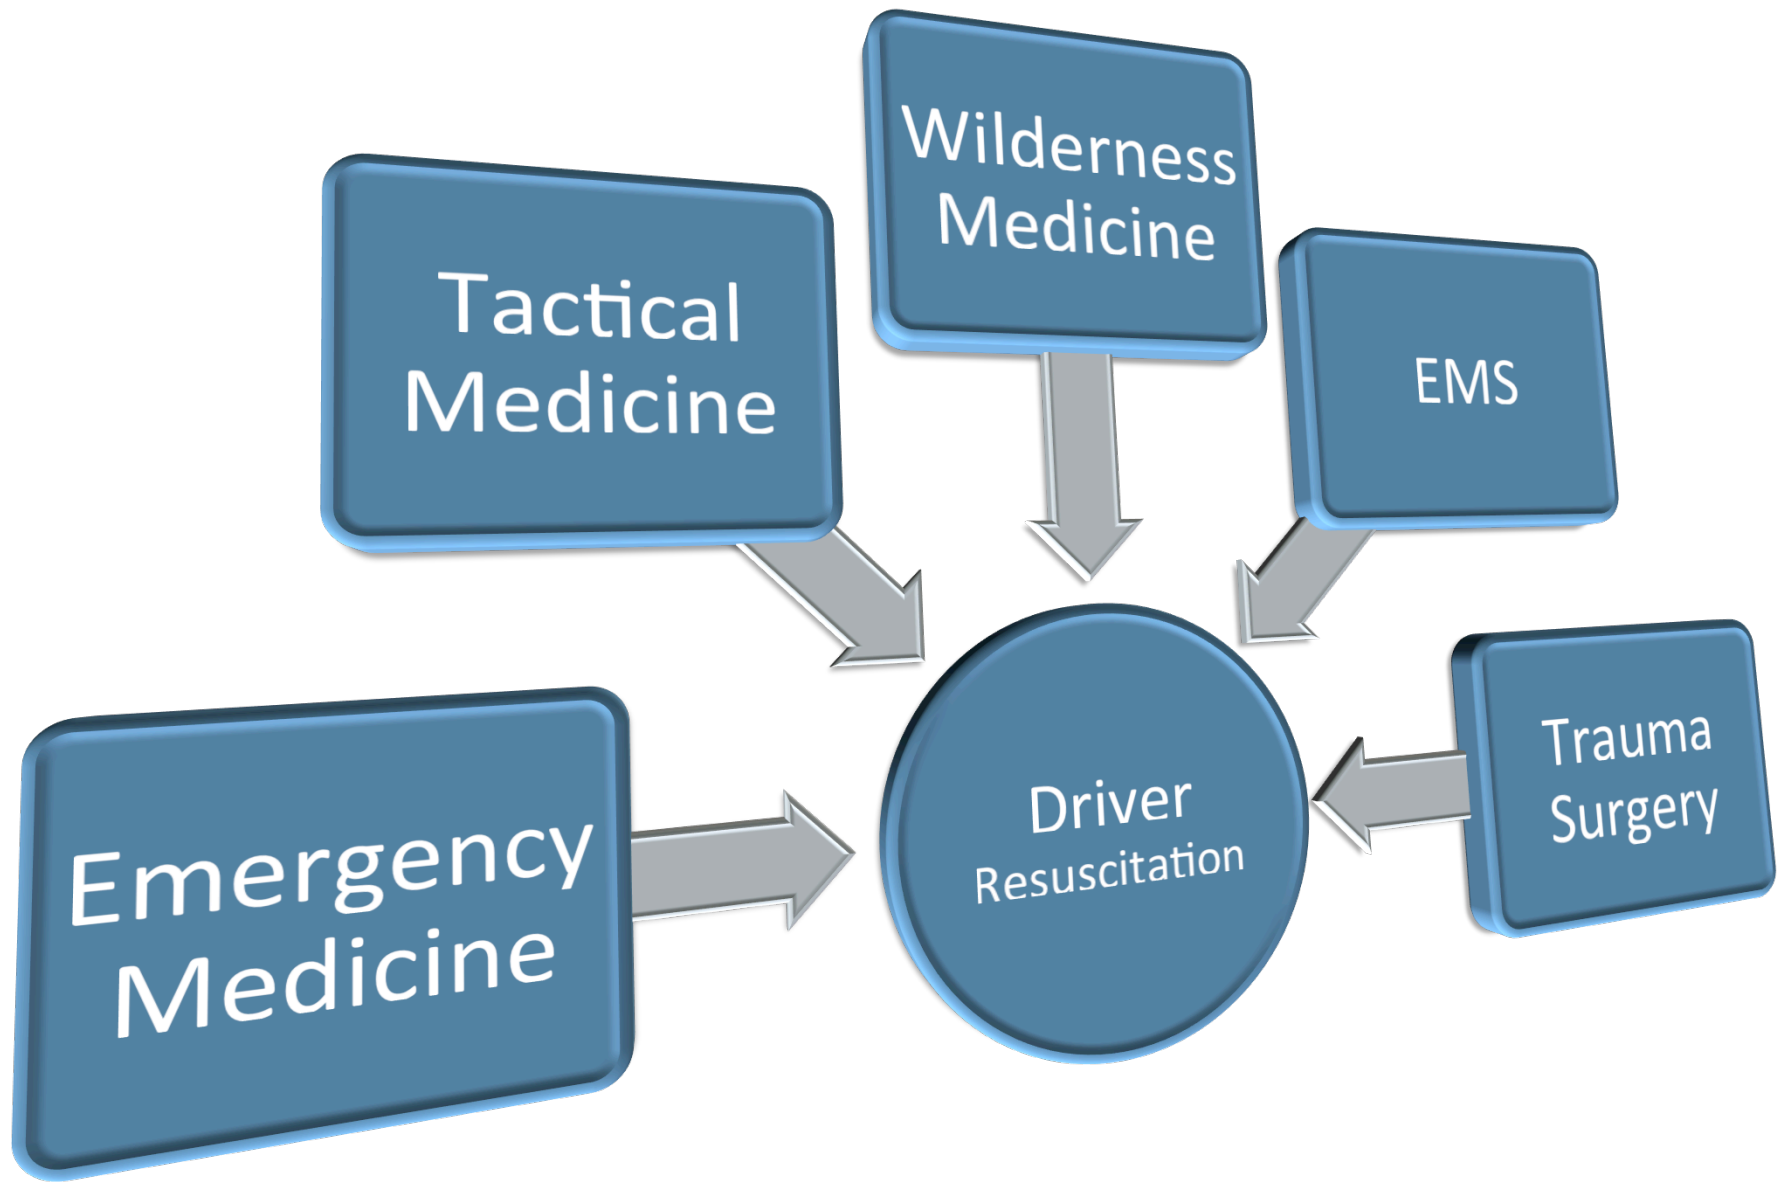 Wilderness
Medicine
Tactical
Medicine
EMS
Trauma
Surgery
Driver
Resuscitation
Emergency
Medicine